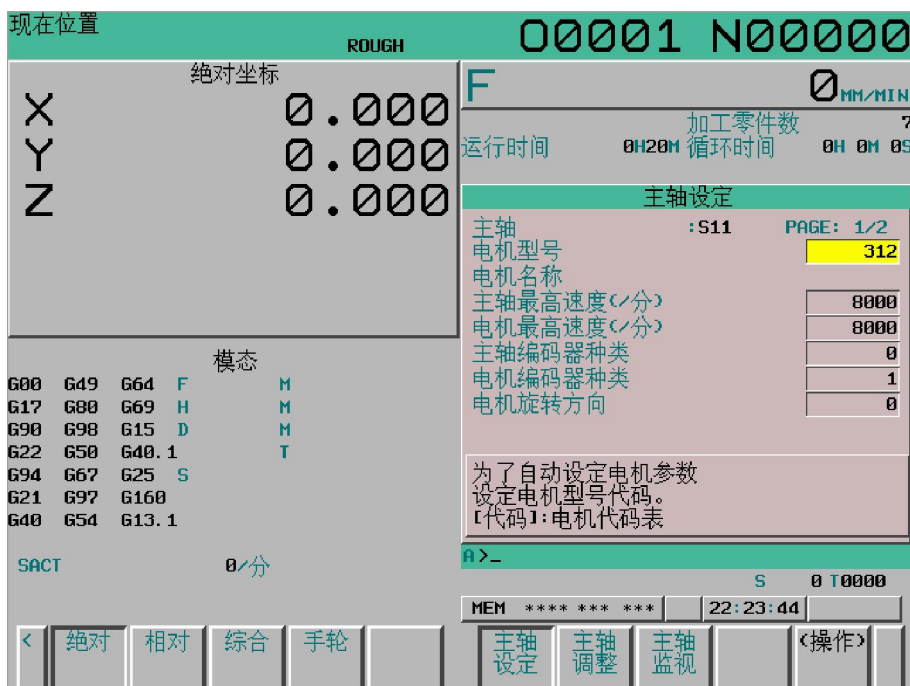 现在位置
ROUGH
O0001 N00000
绝对坐标
X 0.000
Y 0.000
Z 0.000
F 0 MM/MIN
加工零件数 7
运行时间 0H20M 循环时间 0H 0M 0S
主轴设定
主轴 :S11 PAGE: 1/2
电机型号 312
电机名称
主轴最高速度(/分) 8000
电机最高速度(/分) 8000
主轴编码器种类 0
电机编码器种类 1
电机旋转方向 0
为了自动设定电机参数
设定电机型号代码。
[代码]:电机代码表
模态
G00 G49 G64 F M
G17 G80 G69 H M
G90 G98 G15 D M
G22 G50 G40.1 T
G94 G67 G25 S
G21 G97 G160
G40 G54 G13.1
SACT 0/分
A>_
S 0 T0000
MEM **** *** *** 22:23:44
< 绝对 相对 综合 手轮 主轴设定 主轴调整 主轴监视 (操作)